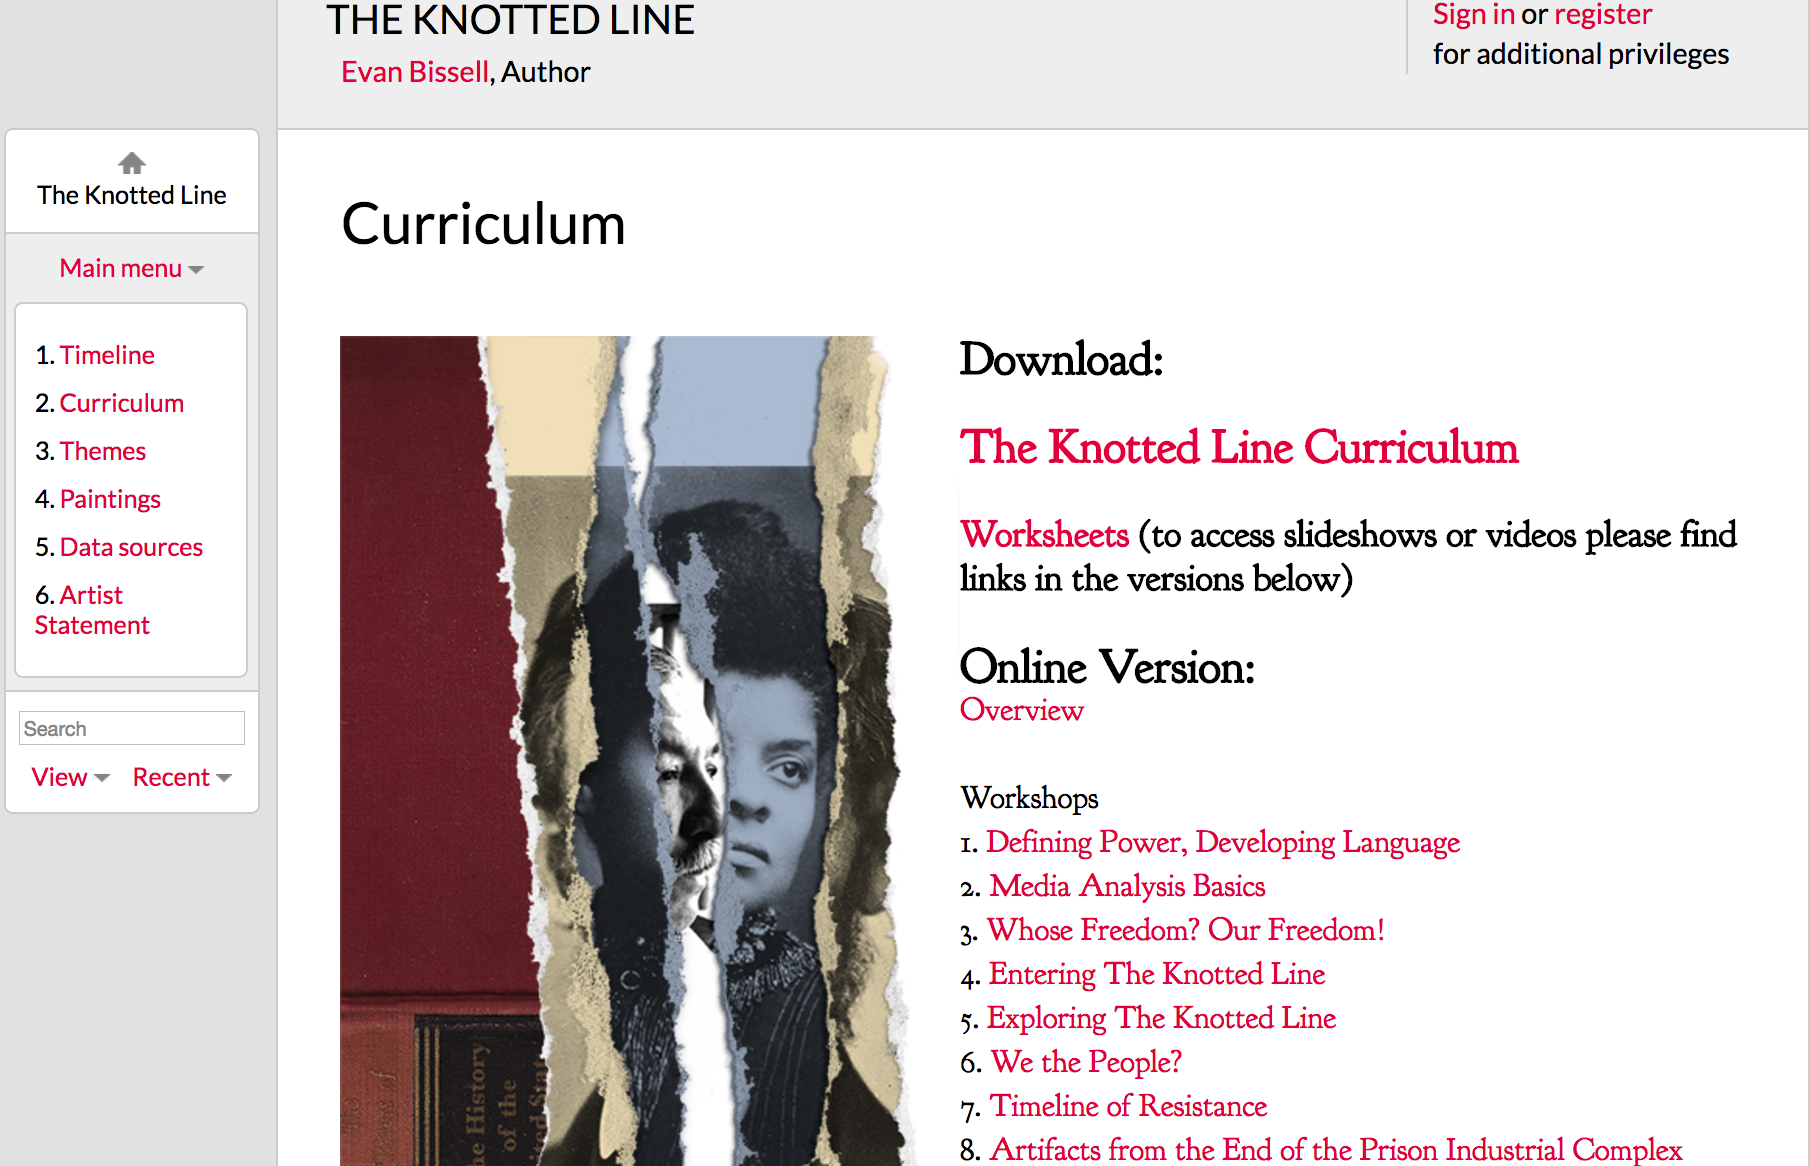 THE KNOTTED LINE
Evan Bissell, Author
Sign in or register
for additional privileges
The Knotted Line
Main menu
1. Timeline
2. Curriculum
3. Themes
4. Paintings
5. Data sources
6. Artist
Statement
Search
View Recent
Curriculum
Download:
The Knotted Line Curriculum
Worksheets (to access slideshows or videos please find
links in the versions below)
Online Version:
Overview
Workshops
1. Defining Power, Developing Language
2. Media Analysis Basics
3. Whose Freedom? Our Freedom!
4. Entering The Knotted Line
5. Exploring The Knotted Line
6. We the People?
7. Timeline of Resistance
8. Artifacts from the End of the Prison Industrial Complex
History
of the